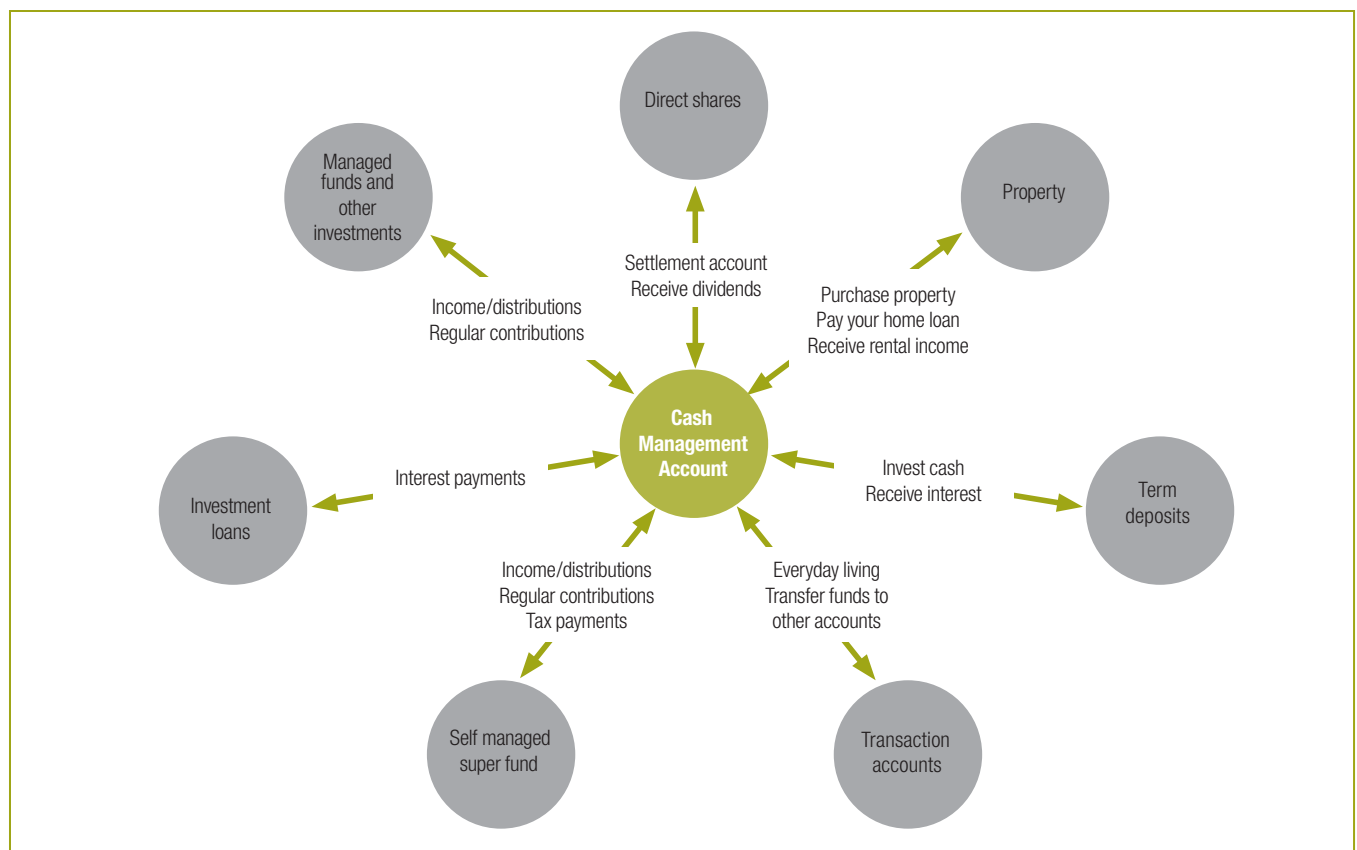 Direct shares
Managed
funds and
other
investments
Property
Settlement account
Receive dividends
Income/distributions
Regular contributions
Purchase property
Pay your home loan
Receive rental income
Cash
Management
Account
Interest payments
Invest cash
Receive interest
Investment
loans
Term
deposits
Income/distributions
Regular contributions
Tax payments
Everyday living
Transfer funds to
other accounts
Self managed
super fund
Transaction
accounts